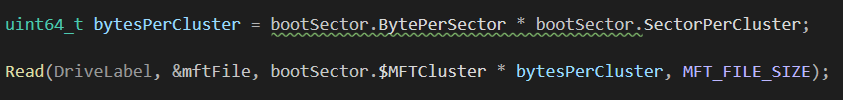 uint64_t bytesPerCluster = bootSector.BytePerSector * bootSector.SectorPerCluster;
Read(DriveLabel, &mftFile, bootSector.$MFTCluster * bytesPerCluster, MFT_FILE_SIZE);